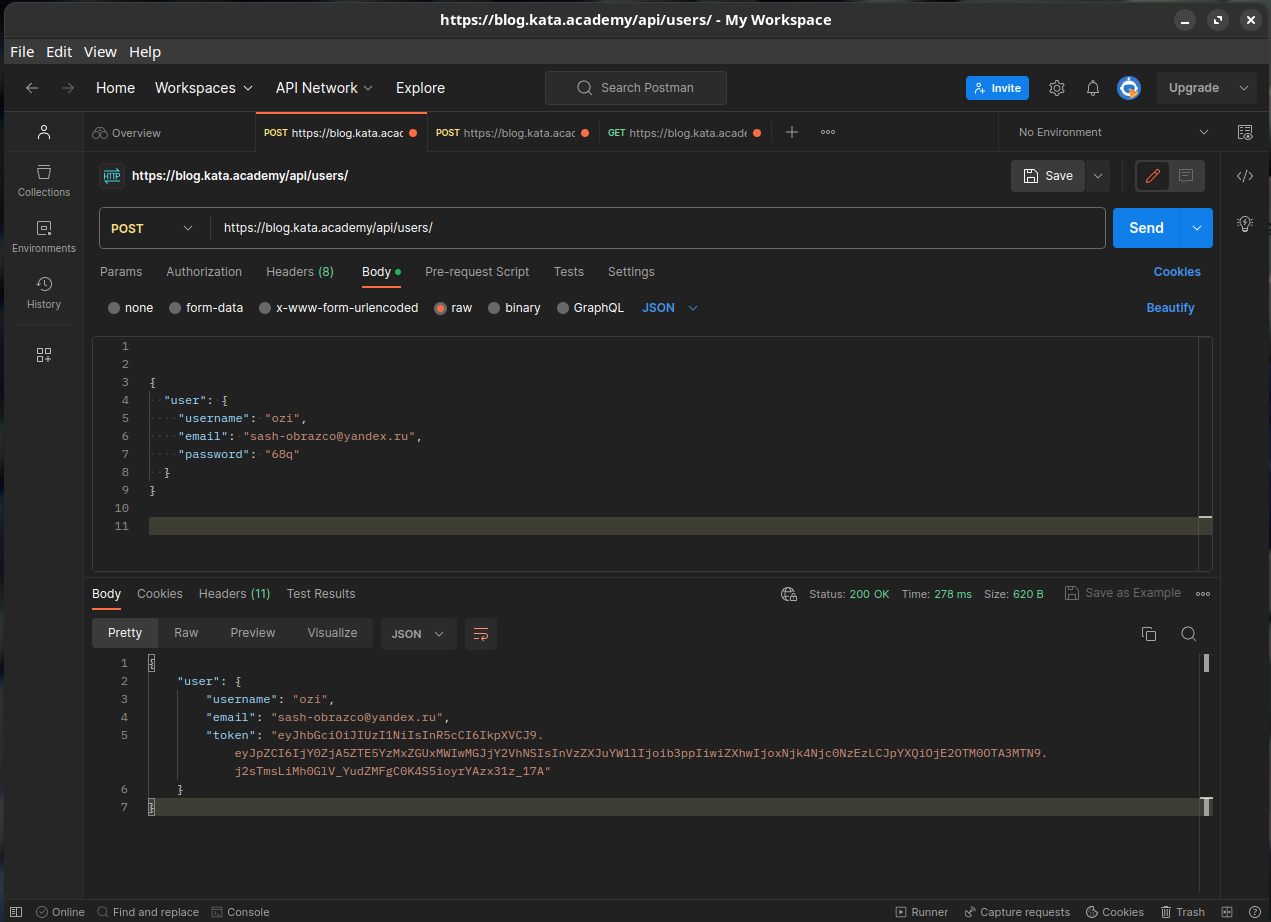 https://blog.kata.academy/api/users/ - My Workspace
File Edit View Help
Home Workspaces API Network Explore Search Postman Invite Upgrade
Overview POST https://blog.kata.acad POST https://blog.kata.acac GET https://blog.kata.acade No Environment
HTTP https://blog.kata.academy/api/users/ Save
Collections
Environments
History
POST https://blog.kata.academy/api/users/ Send
Params Authorization Headers (8) Body Pre-request Script Tests Settings Cookies
none form-data x-www-form-urlencoded raw binary GraphQL JSON Beautify
1
2
3 {
4 "user": {
5 "username": "ozi",
6 "email": "sash-obrazco@yandex.ru",
7 "password": "68q"
8 }
9 }
10
11
Body Cookies Headers (11) Test Results Status: 200 OK Time: 278 ms Size: 620 B Save as Example
Pretty Raw Preview Visualize JSON
1 {
2 "user": {
3 "username": "ozi",
4 "email": "sash-obrazco@yandex.ru",
5 "token": "eyJhbGciOiJIUzI1NiIsInR5cCI6IkpXVCJ9.
eyJpZCI6IjY0ZjA5ZTE5YzMxZGUxMWIwMGJjY2VhNSIsInVzZXJuYW1lIjoib3ppIiwiZXhwIjoxNjk4Njc0NzEzLCJpYXQiOjE2OTM0OTA3MTN9.
j2sTmsLiMh0GlV_YudZMFgC0K4S5ioyrYAzx31z_17A"
6 }
7 }
Online Find and replace Console Runner Capture requests Cookies Trash